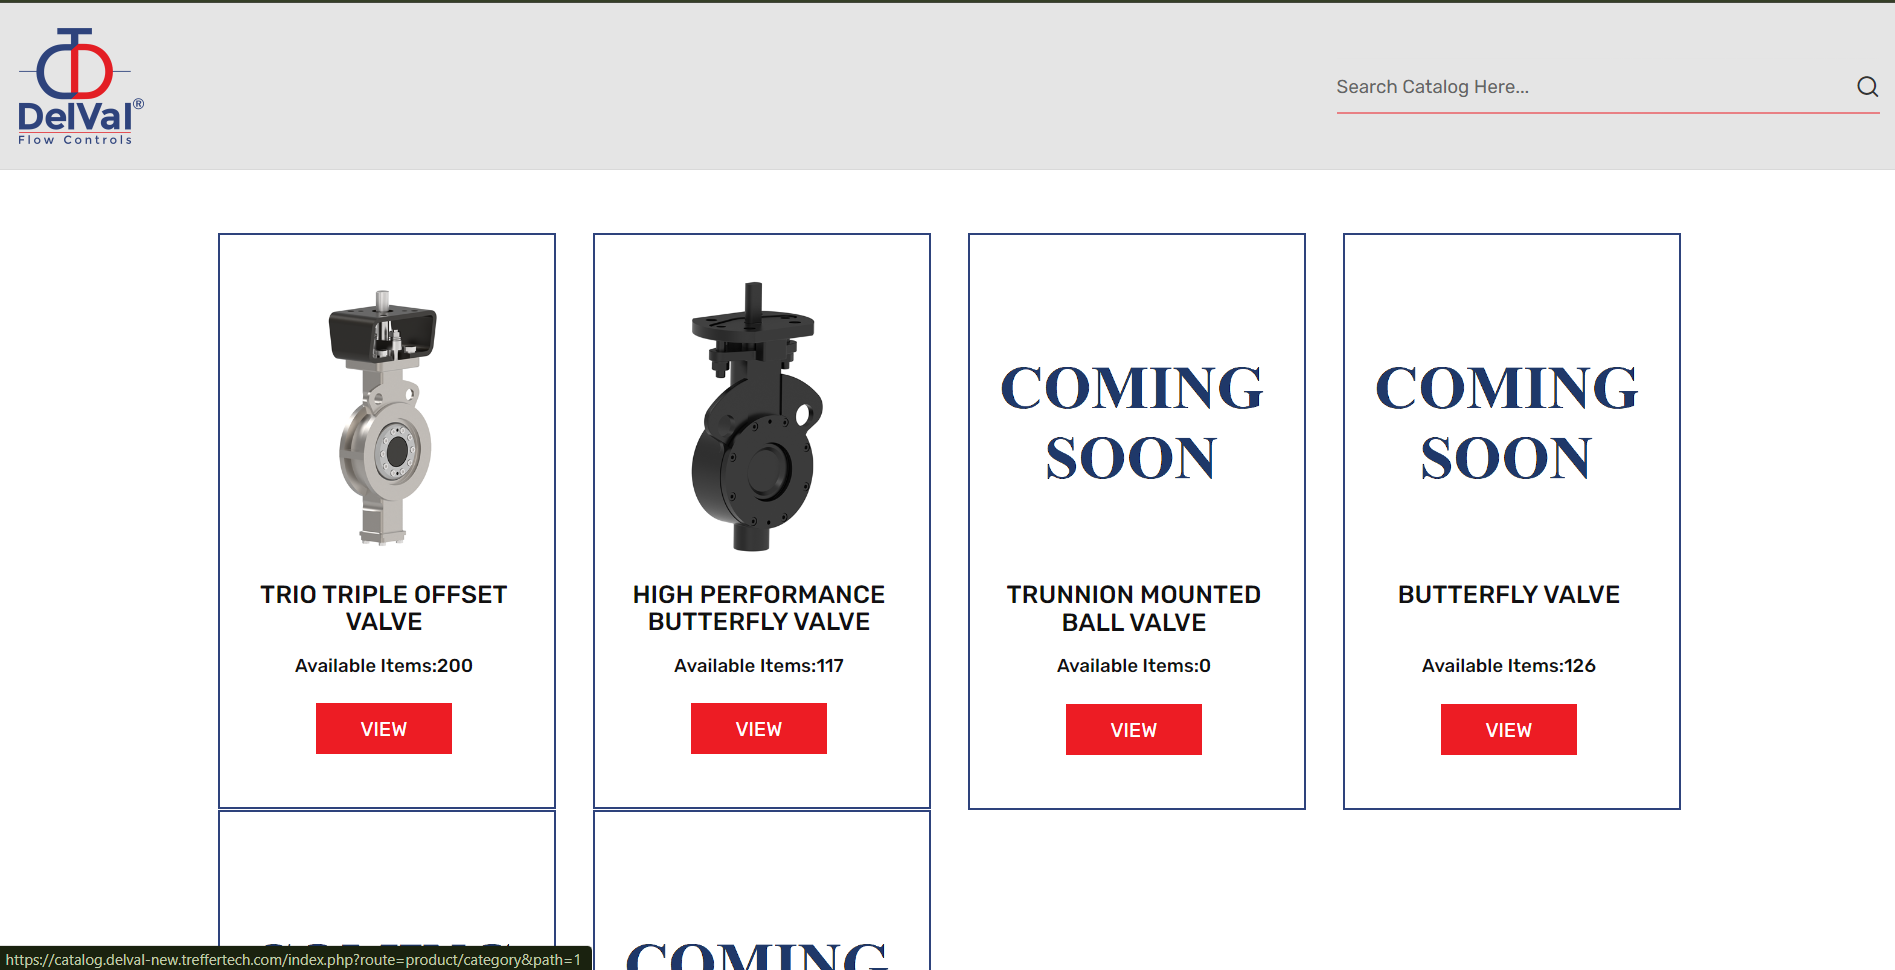 DelVal®
Flow Controls
Search Catalog Here...
COMING
SOON
COMING
SOON
TRIO TRIPLE OFFSET
VALVE
HIGH PERFORMANCE
BUTTERFLY VALVE
TRUNNION MOUNTED
BALL VALVE
BUTTERFLY VALVE
Available Items:200
Available Items:117
Available Items:0
Available Items:126
VIEW
VIEW
VIEW
VIEW
COMING
https://catalog.delval-new.treffertech.com/index.php?route=product/category&path=1